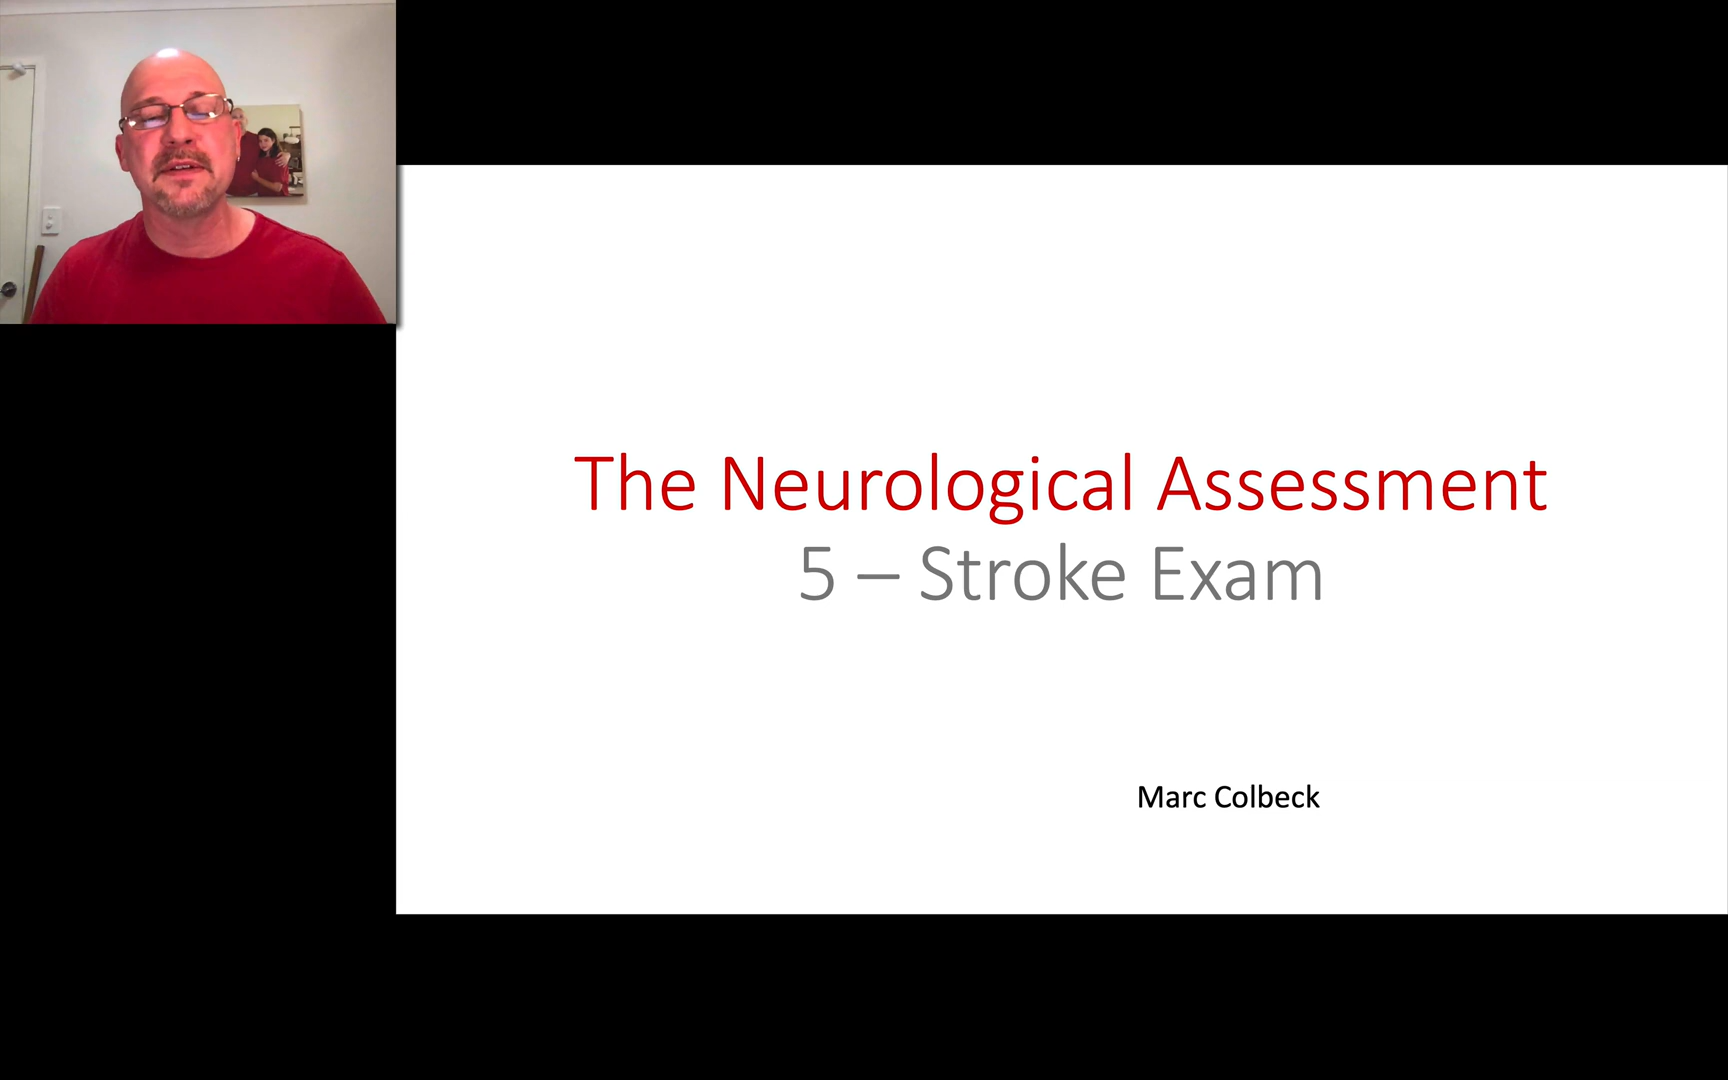 The Neurological Assessment
5 – Stroke Exam
Marc Colbeck